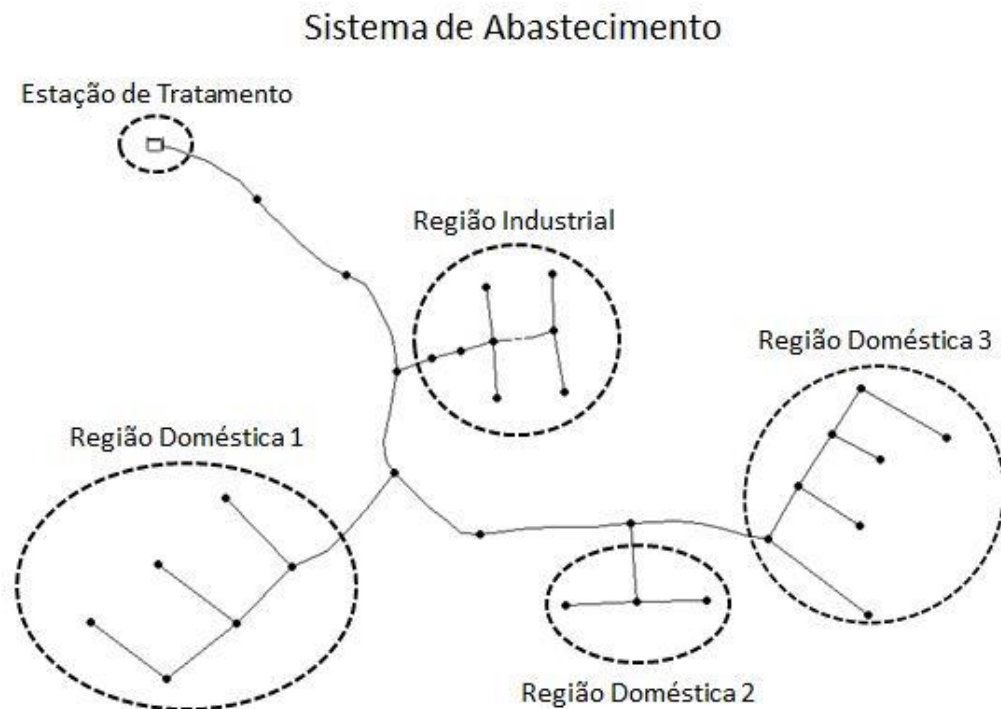 Sistema de Abastecimento
Estação de Tratamento
Região Industrial
Região Doméstica 3
Região Doméstica 1
Região Doméstica 2